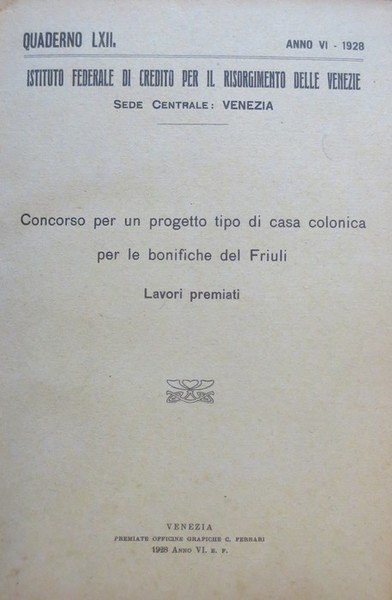 QUADERNO LXII.
ANNO VI - 1928
ISTITUTO FEDERALE DI CREDITO PER IL RISORGIMENTO DELLE VENEZIE
SEDE CENTRALE: VENEZIA
Concorso per un progetto tipo di casa colonica
per le bonifiche del Friuli
Lavori premiati
VENEZIA
PREMIATE OFFICINE GRAFICHE C. FERRARI
1928 ANNO VI. E. F.